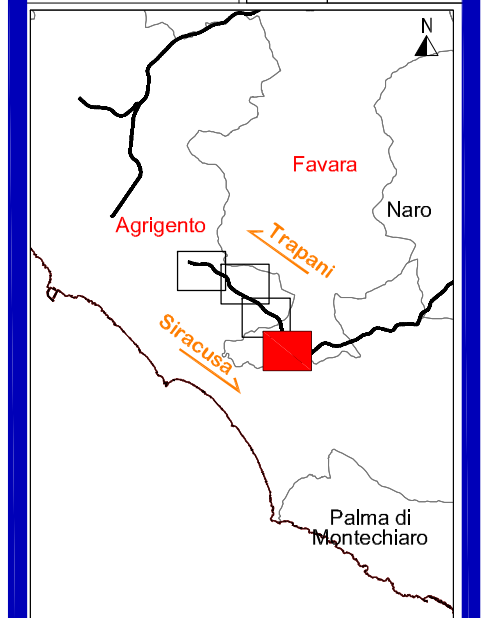 N
Favara
Naro
Agrigento
Trapani
Siracusa
Palma di
Montechiaro